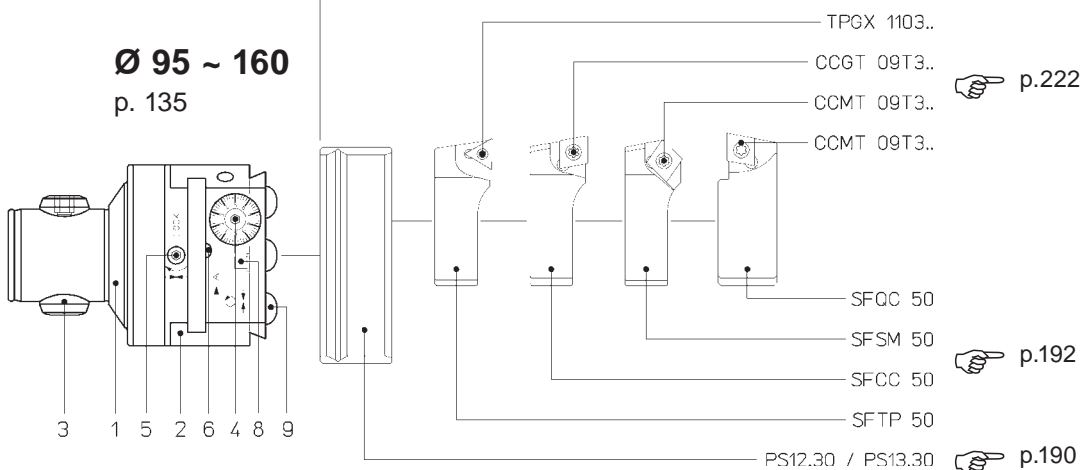 TPGX 1103..
Ø 95 ~ 160
CCGT 09T3..
p.222
p. 135
CCMT 09T3..
CCMT 09T3..
LOCK
A
SFQC 50
SFSM 50
p.192
SFCC 50
SFTP 50
3 1 5 2 6 4 8 9
PS12.30 / PS13.30
p.190